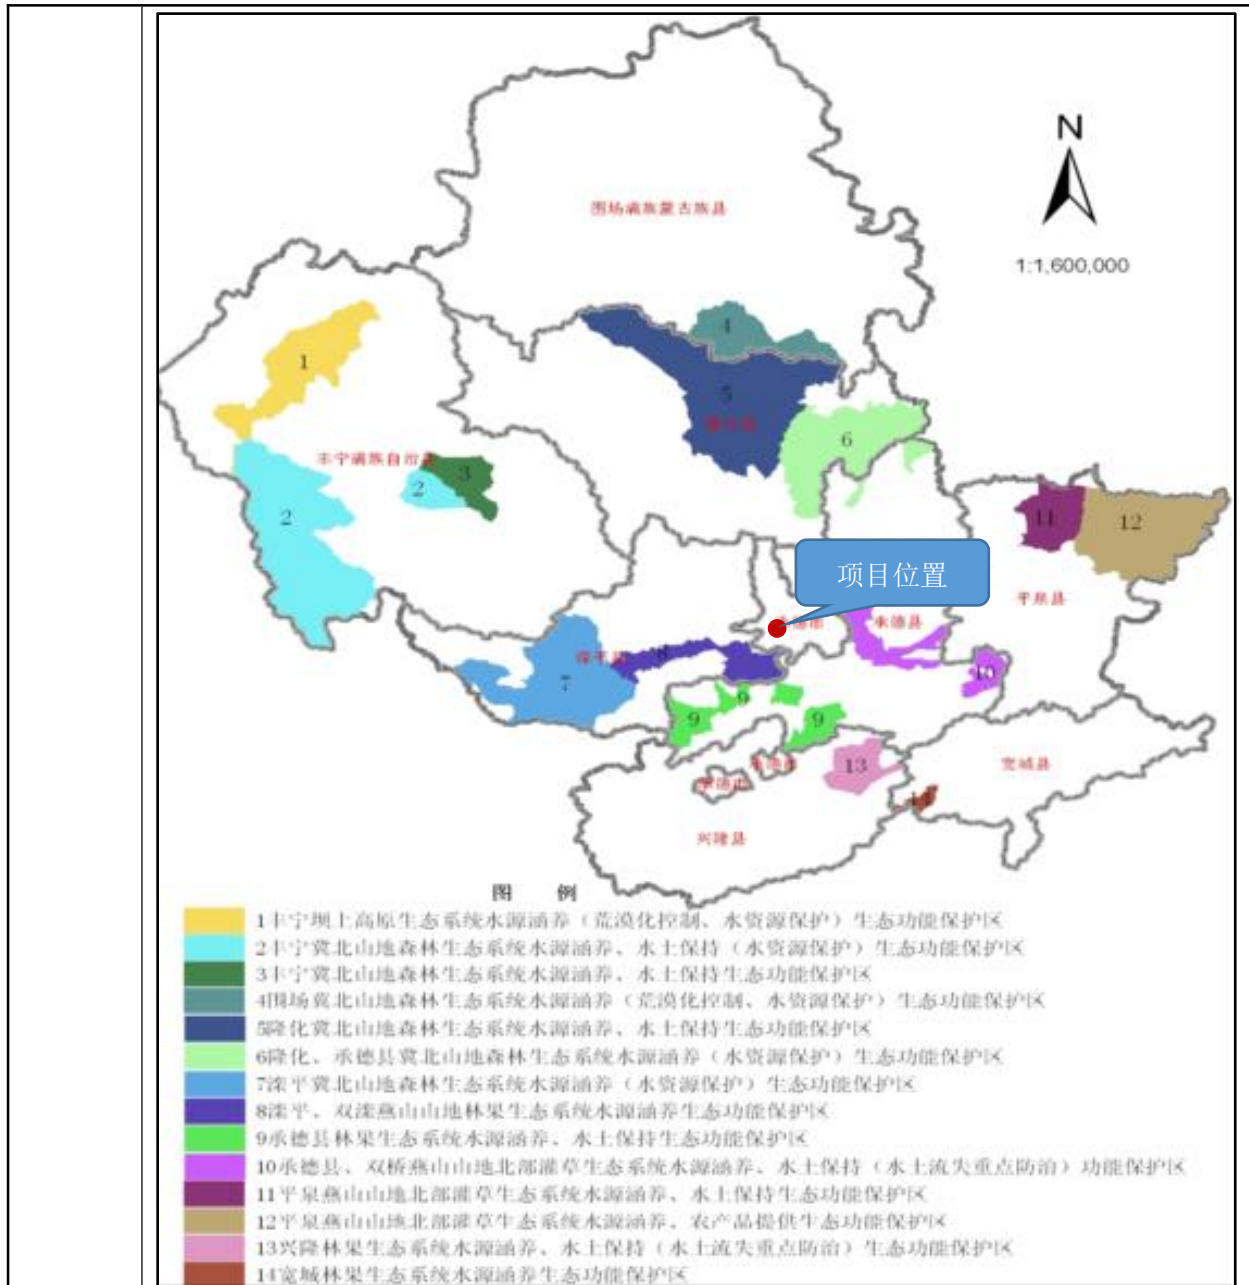 N
1:1,600,000
围场满族蒙古族县
4
1
5
6
丰宁满族自治县
3
2
2
11
12
项目位置
平泉县
承德县
7
10
9
9
9
13
宽城县
承德市
兴隆县
图 例
1丰宁坝上高原生态系统水源涵养（荒漠化控制、水资源保护）生态功能保护区
2丰宁冀北山地森林生态系统水源涵养、水土保持（水资源保护）生态功能保护区
3丰宁冀北山地森林生态系统水源涵养、水土保持生态功能保护区
4围场冀北山地森林生态系统水源涵养（荒漠化控制、水资源保护）生态功能保护区
5隆化冀北山地森林生态系统水源涵养、水土保持生态功能保护区
6隆化、承德县冀北山地森林生态系统水源涵养（水资源保护）生态功能保护区
7滦平冀北山地森林生态系统水源涵养（水资源保护）生态功能保护区
8滦平、双滦燕山山地林果生态系统水源涵养生态功能保护区
9承德县林果生态系统水源涵养、水土保持生态功能保护区
10承德县、双桥燕山山地北部灌草生态系统水源涵养、水土保持（水土流失重点防治）功能保护区
11平泉燕山山地北部灌草生态系统水源涵养、水土保持生态功能保护区
12平泉燕山山地北部灌草生态系统水源涵养、农产品提供生态功能保护区
13兴隆林果生态系统水源涵养、水土保持（水土流失重点防治）生态功能保护区
14宽城林果生态系统水源涵养生态功能保护区